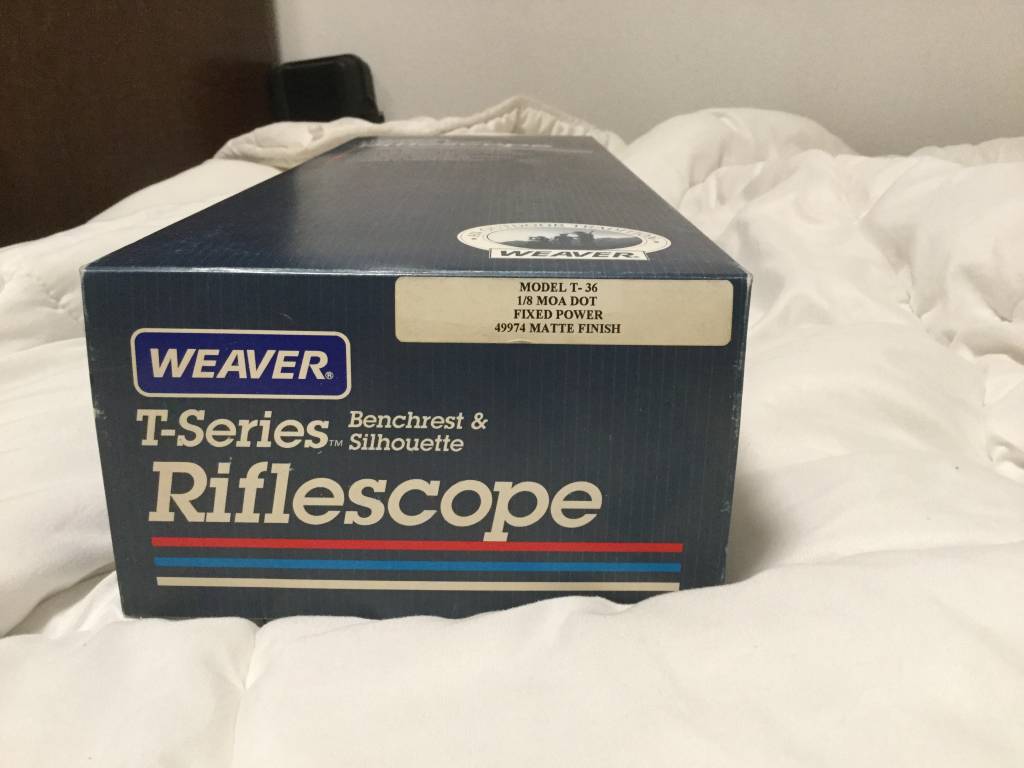 WEAVER.
MODEL T- 36
1/8 MOA DOT
FIXED POWER
49974 MATTE FINISH
WEAVER®
T-Series™ Benchrest &
Silhouette
Riflescope